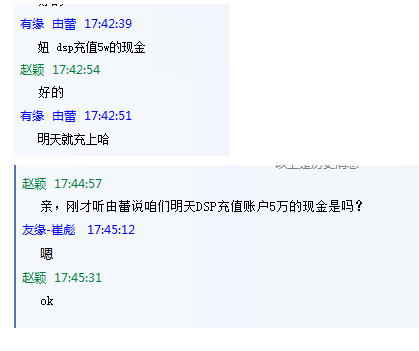 有缘 由蕾 17:42:39
妞 dsp充值5w的现金
赵颖 17:42:54
好的
有缘 由蕾 17:42:51
明天就充上哈
赵颖 17:44:57
亲，刚才听由蕾说咱们明天DSP充值账户5万的现金是吗?
友缘-崔彪 17:45:12
嗯
赵颖 17:45:31
ok